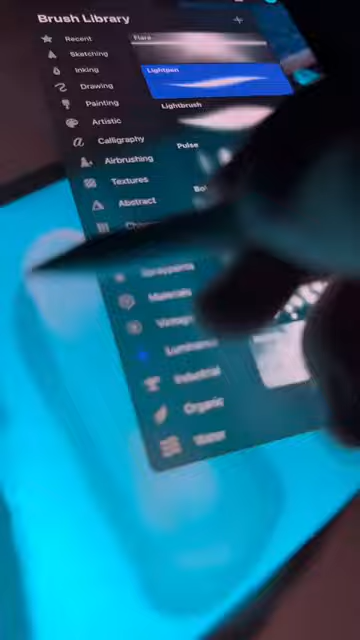 Brush Library
Recent
Sketching
Inking
Drawing
Painting
Artistic
Calligraphy
Airbrushing
Textures
Abstract
Spraypaints
Materials
Vintage
Luminance
Industrial
Organic
Water
Flare
Lightpen
Lightbrush
Pulse